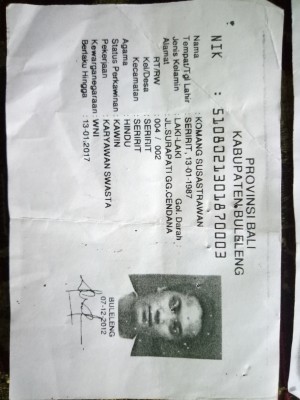 PROVINSI BALI
KABUPATEN BULELENG
NIK : 5108021301870003
Nama : KOMANG SUSASTRAWAN
Tempat/Tgl Lahir : SERIRIT, 13-01-1987
Jenis Kelamin : LAKI-LAKI Gol. Darah
Alamat : JL.SURAPATI GG.CENDANA
RT/RW : 004 / 002
Kel/Desa : SERIRIT
Kecamatan : SERIRIT
Agama : HINDU
Status Perkawinan : KAWIN
Pekerjaan : KARYAWAN SWASTA
Kewarganegaraan : WNI
Berlaku Hingga : 13-01-2017
BULELENG
07-12-2012